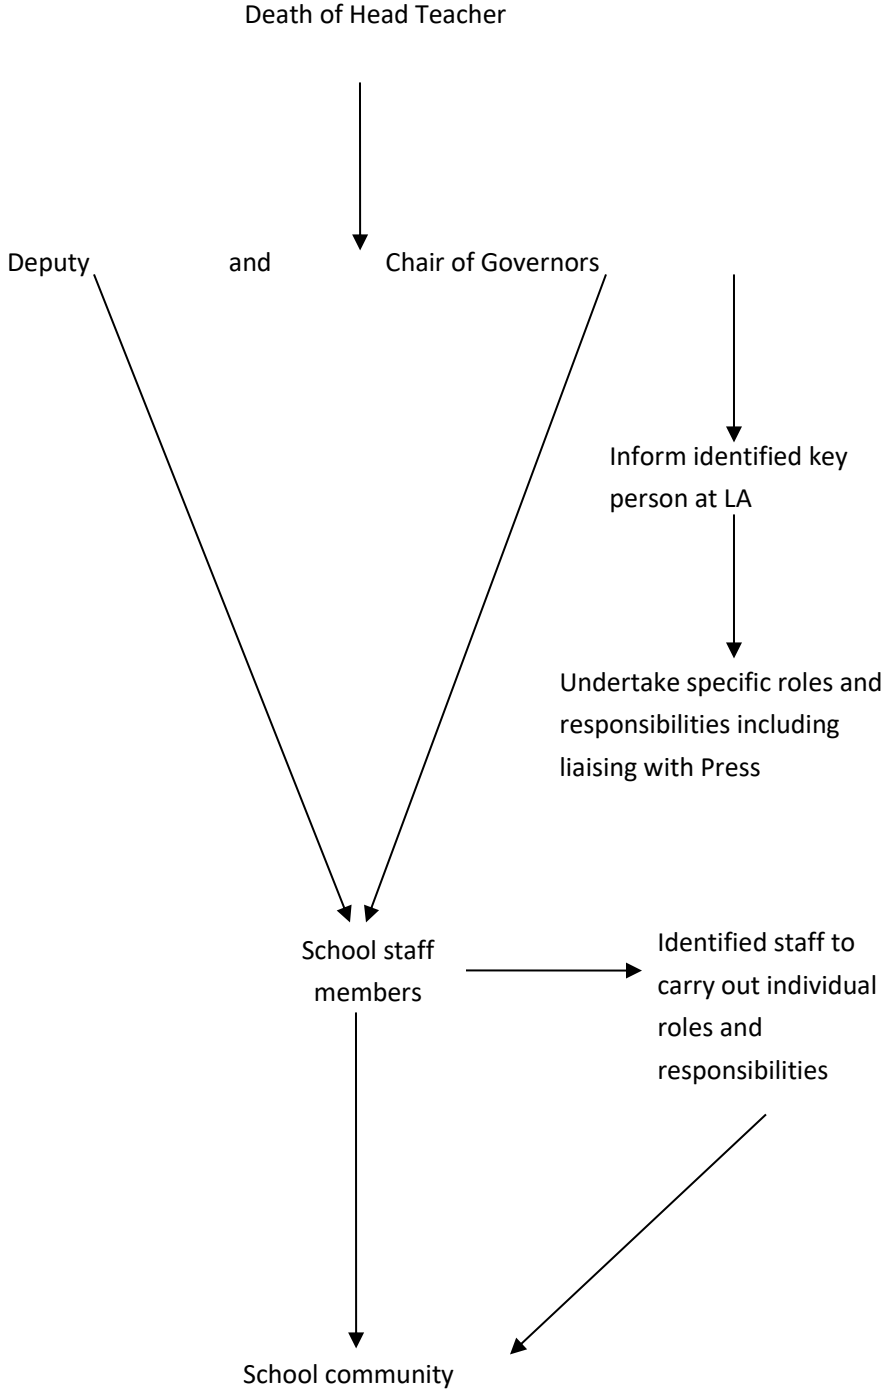 Death of Head Teacher
Deputy and Chair of Governors
Inform identified key
person at LA
Undertake specific roles and
responsibilities including
liaising with Press
School staff
members
Identified staff to
carry out individual
roles and
responsibilities
School community